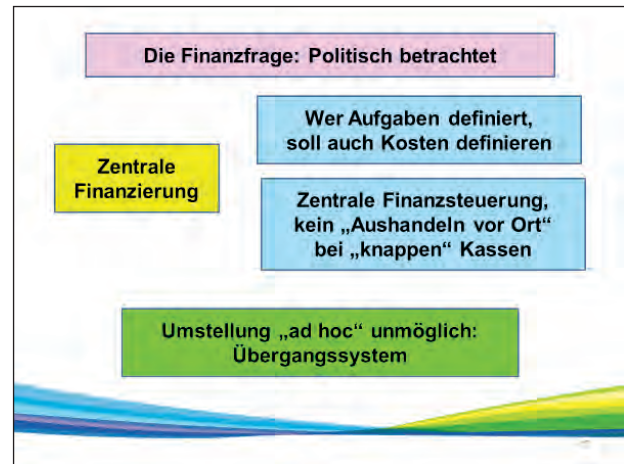 Die Finanzfrage: Politisch betrachtet
Wer Aufgaben definiert,
soll auch Kosten definieren
Zentrale
Finanzierung
Zentrale Finanzsteuerung,
kein „Aushandeln vor Ort“
bei „knappen“ Kassen
Umstellung „ad hoc“ unmöglich:
Übergangssystem